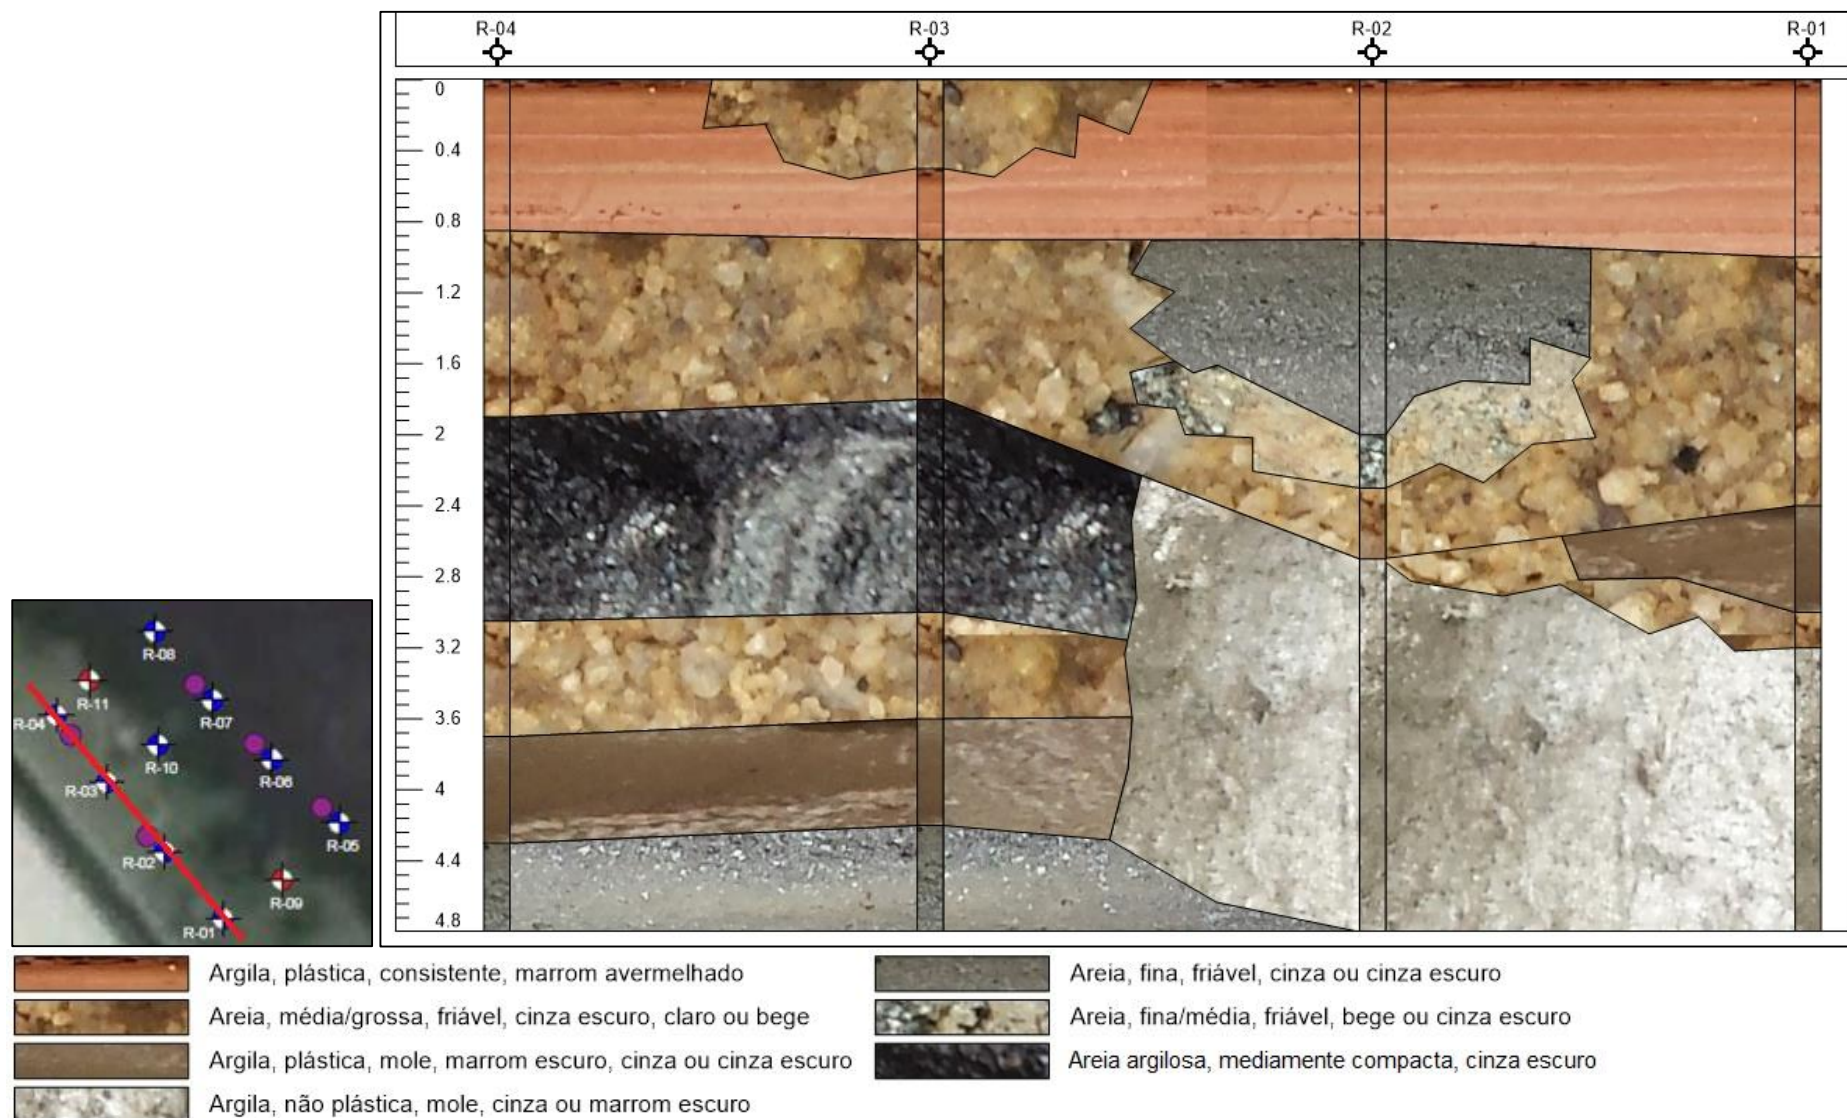 R-04 R-03 R-02 R-01
0
0.4
0.8
1.2
1.6
2
2.4
2.8
3.2
3.6
4
4.4
4.8
R-08
R-11
R-07
R-04
R-10
R-06
R-03
R-05
R-02
R-09
R-01
Argila, plástica, consistente, marrom avermelhado
Areia, média/grossa, friável, cinza escuro, claro ou bege
Argila, plástica, mole, marrom escuro, cinza ou cinza escuro
Argila, não plástica, mole, cinza ou marrom escuro
Areia, fina, friável, cinza ou cinza escuro
Areia, fina/média, friável, bege ou cinza escuro
Areia argilosa, mediamente compacta, cinza escuro